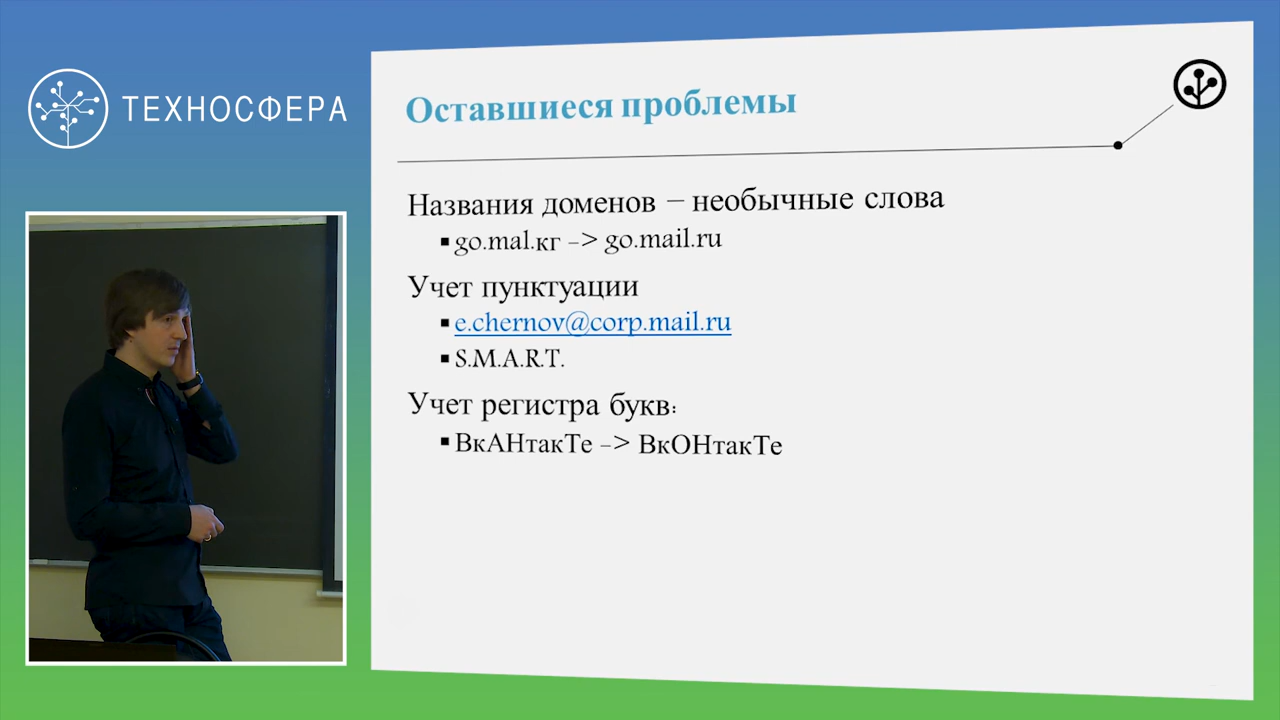 ТЕХНОСФЕРА
Оставшиеся проблемы
Названия доменов – необычные слова
▪ go.mal.кг -> go.mail.ru
Учет пунктуации
▪ e.chernov@corp.mail.ru
▪ S.M.A.R.T.
Учет регистра букв:
▪ ВкАНтакТе -> ВкОНтакТе